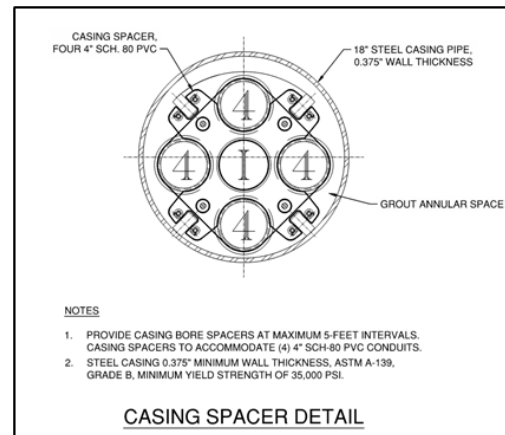 CASING SPACER,
FOUR 4" SCH. 80 PVC
18" STEEL CASING PIPE,
0.375" WALL THICKNESS
4
4 1 4
4
GROUT ANNULAR SPACE
NOTES
1. PROVIDE CASING BORE SPACERS AT MAXIMUM 5-FEET INTERVALS.
CASING SPACERS TO ACCOMMODATE (4) 4" SCH-80 PVC CONDUITS.
2. STEEL CASING 0.375" MINIMUM WALL THICKNESS, ASTM A-139,
GRADE B, MINIMUM YIELD STRENGTH OF 35,000 PSI.
CASING SPACER DETAIL